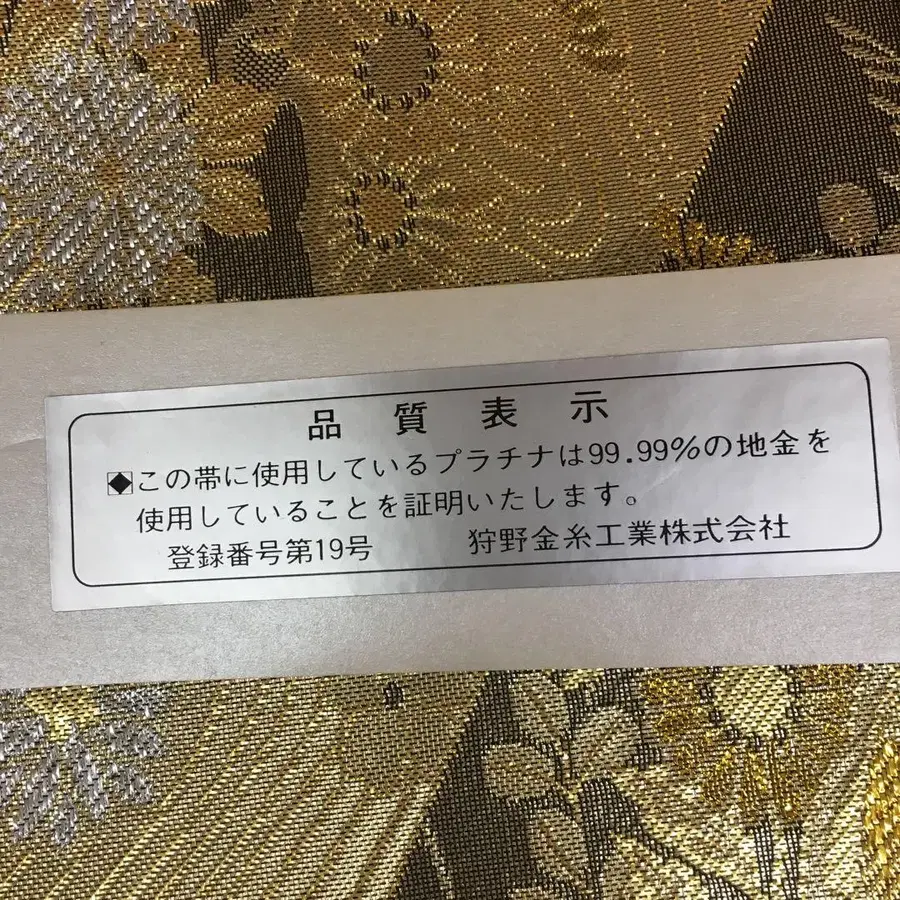 品質表示
◆この帯に使用しているプラチナは99.99%の地金を
使用していることを証明いたします。
登録番号第19号 狩野金糸工業株式会社